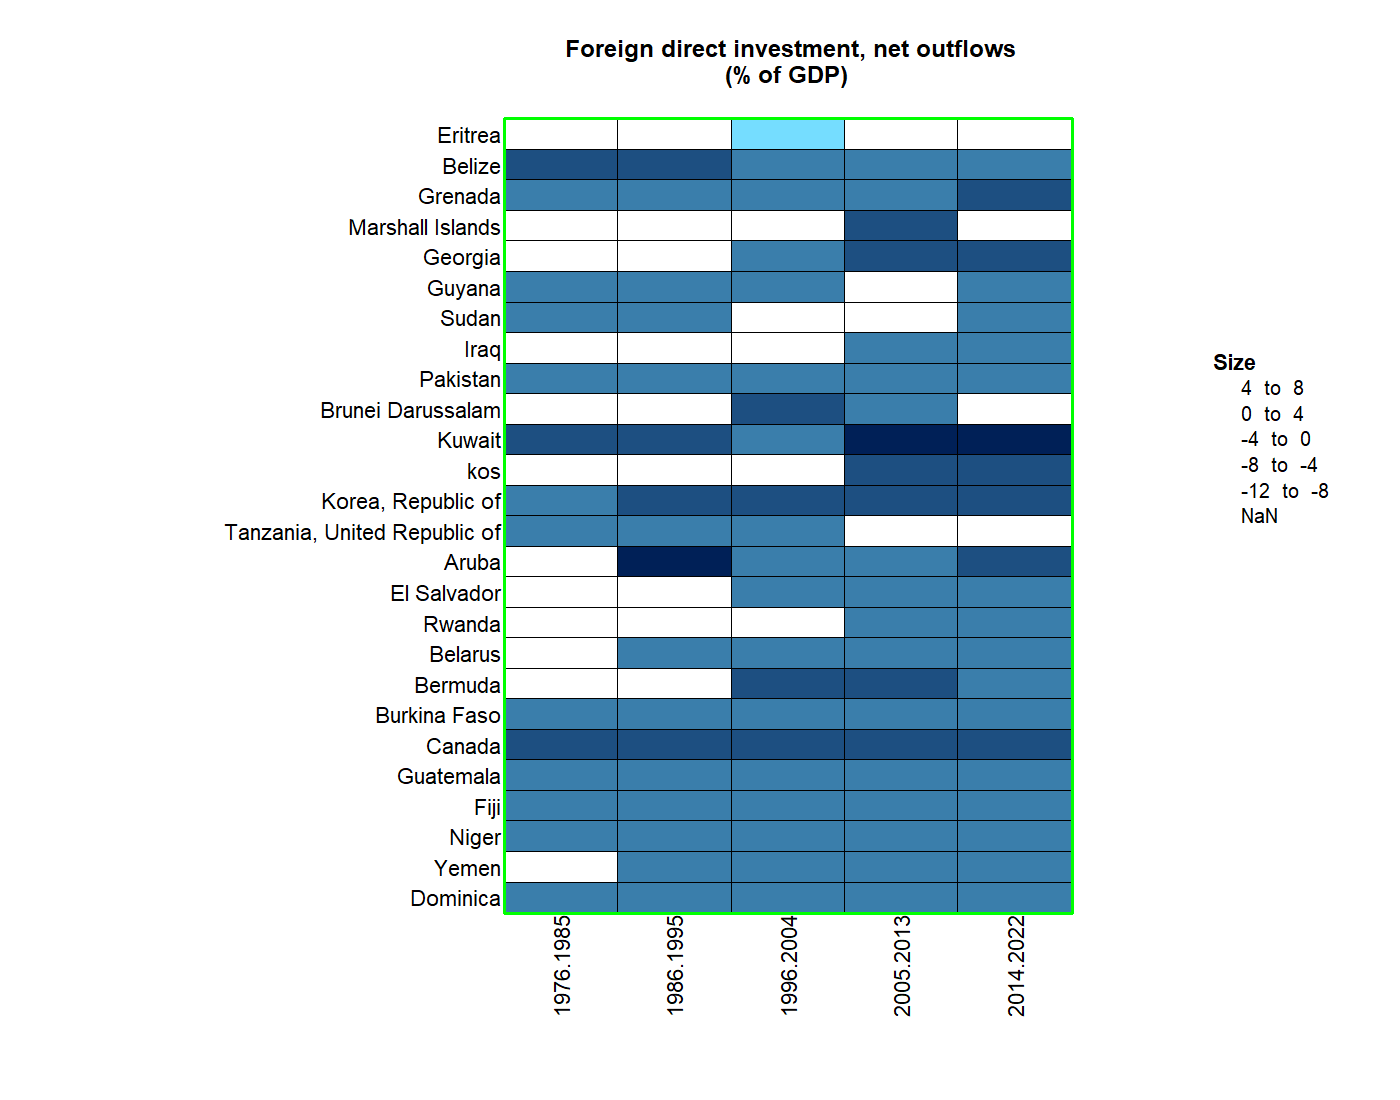 Foreign direct investment, net outflows
(% of GDP)
Eritrea
Belize
Grenada
Marshall Islands
Georgia
Guyana
Sudan
Iraq
Pakistan
Brunei Darussalam
Kuwait
kos
Korea, Republic of
Tanzania, United Republic of
Aruba
El Salvador
Rwanda
Belarus
Bermuda
Burkina Faso
Canada
Guatemala
Fiji
Niger
Yemen
Dominica
1976.1985
1986.1995
1996.2004
2005.2013
2014.2022
Size
4 to 8
0 to 4
-4 to 0
-8 to -4
-12 to -8
NaN